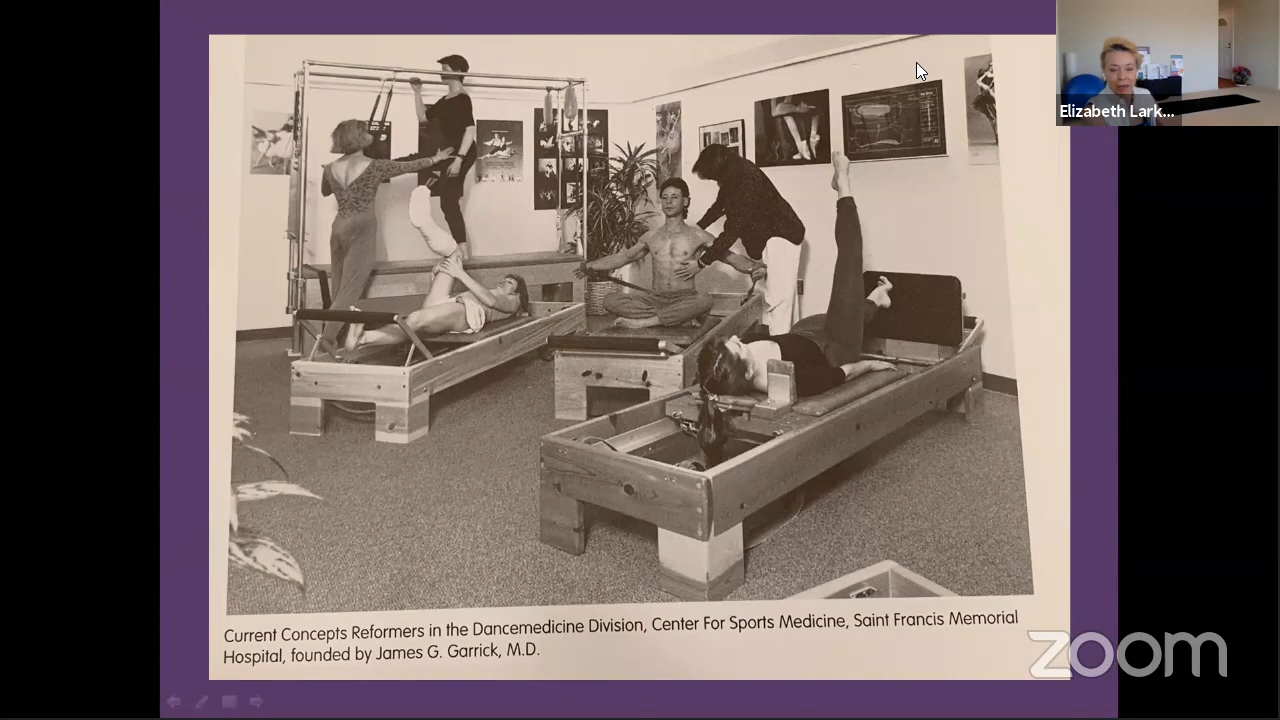 Elizabeth Lark...
Current Concepts Reformers in the Dancemedicine Division, Center For Sports Medicine, Saint Francis Memorial
Hospital, founded by James G. Garrick, M.D.
zoom